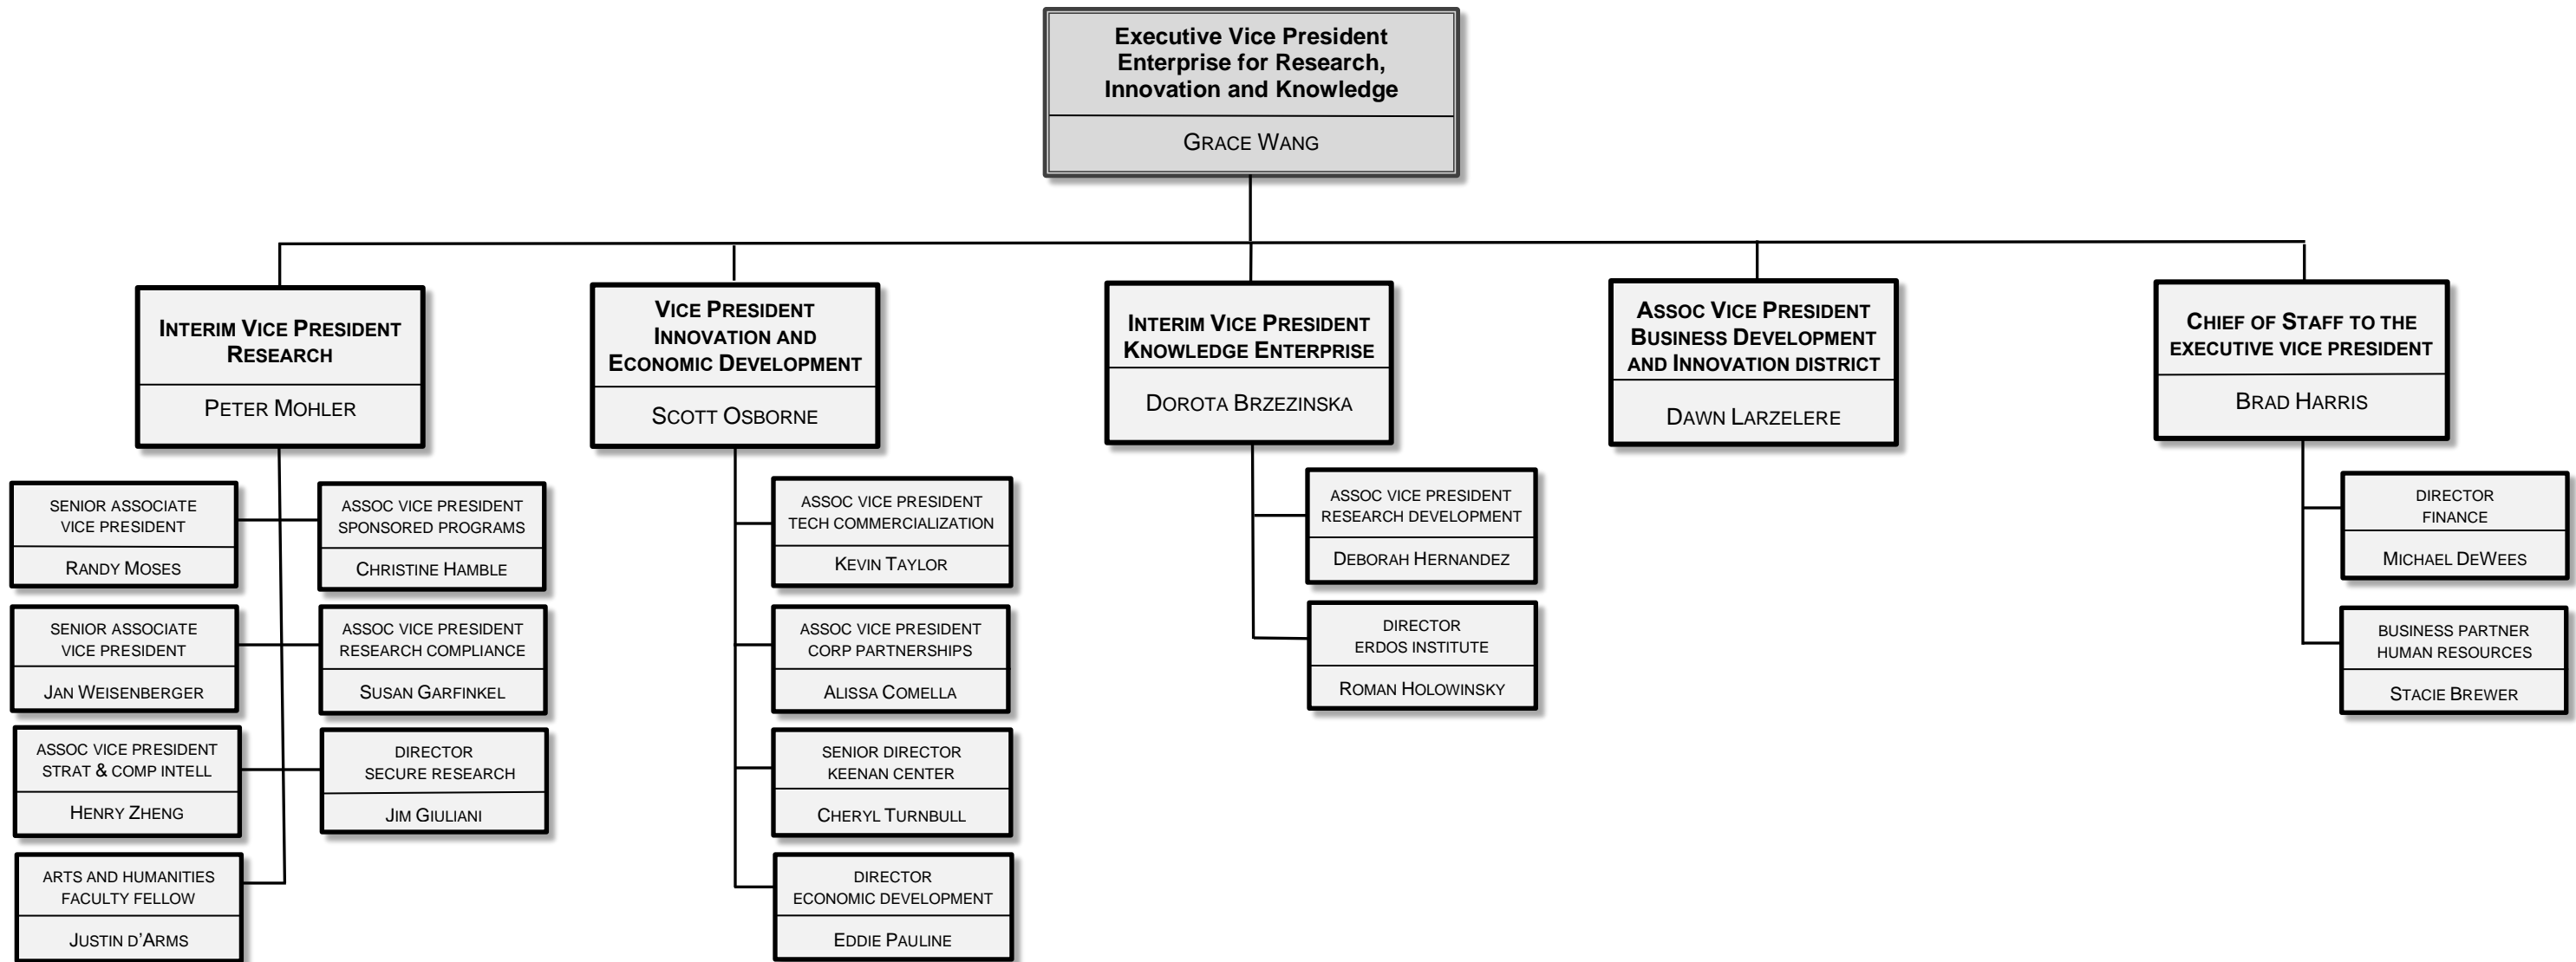 Executive Vice President
Enterprise for Research,
Innovation and Knowledge
GRACE WANG
INTERIM VICE PRESIDENT
RESEARCH
PETER MOHLER
VICE PRESIDENT
INNOVATION AND
ECONOMIC DEVELOPMENT
SCOTT OSBORNE
INTERIM VICE PRESIDENT
KNOWLEDGE ENTERPRISE
DOROTA BRZEZINSKA
ASSOC VICE PRESIDENT
BUSINESS DEVELOPMENT
AND INNOVATION DISTRICT
DAWN LARZELERE
CHIEF OF STAFF TO THE
EXECUTIVE VICE PRESIDENT
BRAD HARRIS
SENIOR ASSOCIATE
VICE PRESIDENT
RANDY MOSES
ASSOC VICE PRESIDENT
SPONSORED PROGRAMS
CHRISTINE HAMBLE
SENIOR ASSOCIATE
VICE PRESIDENT
JAN WEISENBERGER
ASSOC VICE PRESIDENT
RESEARCH COMPLIANCE
SUSAN GARFINKEL
ASSOC VICE PRESIDENT
STRAT & COMP INTELL
HENRY ZHENG
DIRECTOR
SECURE RESEARCH
JIM GIULIANI
ARTS AND HUMANITIES
FACULTY FELLOW
JUSTIN D'ARMS
ASSOC VICE PRESIDENT
TECH COMMERCIALIZATION
KEVIN TAYLOR
ASSOC VICE PRESIDENT
CORP PARTNERSHIPS
ALISSA COMELLA
SENIOR DIRECTOR
KEENAN CENTER
CHERYL TURNBULL
DIRECTOR
ECONOMIC DEVELOPMENT
EDDIE PAULINE
ASSOC VICE PRESIDENT
RESEARCH DEVELOPMENT
DEBORAH HERNANDEZ
DIRECTOR
ERDOS INSTITUTE
ROMAN HOLOWINSKY
DIRECTOR
FINANCE
MICHAEL DEWEES
BUSINESS PARTNER
HUMAN RESOURCES
STACIE BREWER